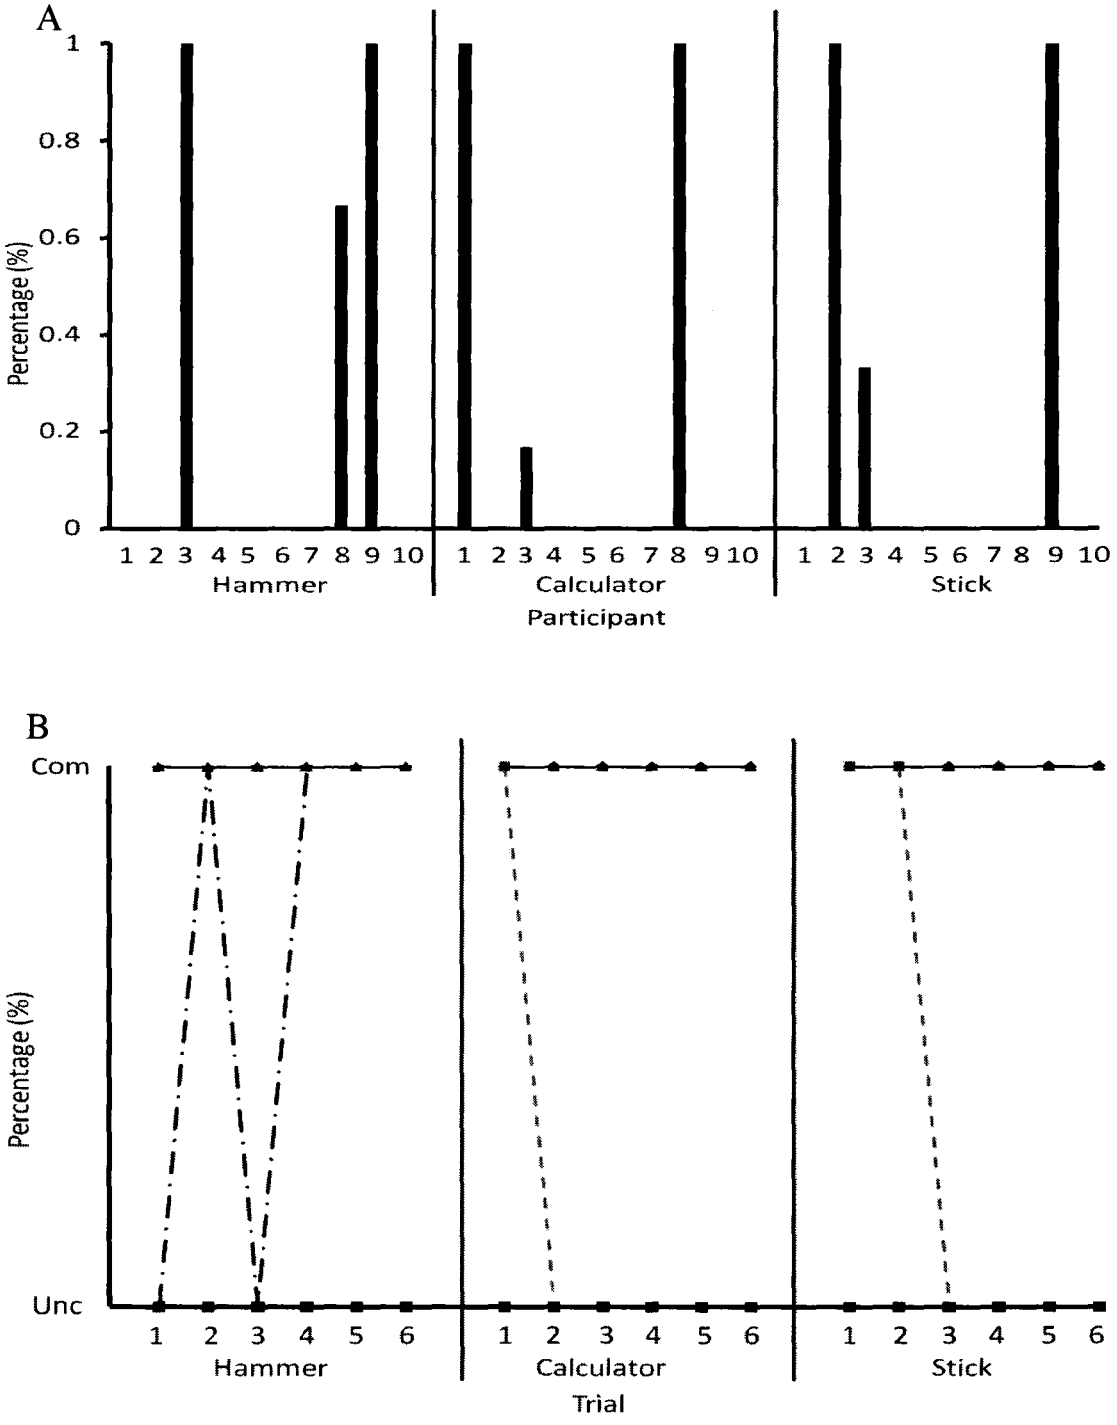 A
1
0.8
0.6
0.4
0.2
0
Percentage (%)
1 2 3 4 5 6 7 8 9 10 1 2 3 4 5 6 7 8 9 10 1 2 3 4 5 6 7 8 9 10
Hammer Calculator Stick
Participant
B
Com
Percentage (%)
Unc
1 2 3 4 5 6 1 2 3 4 5 6 1 2 3 4 5 6
Hammer Calculator Stick
Trial